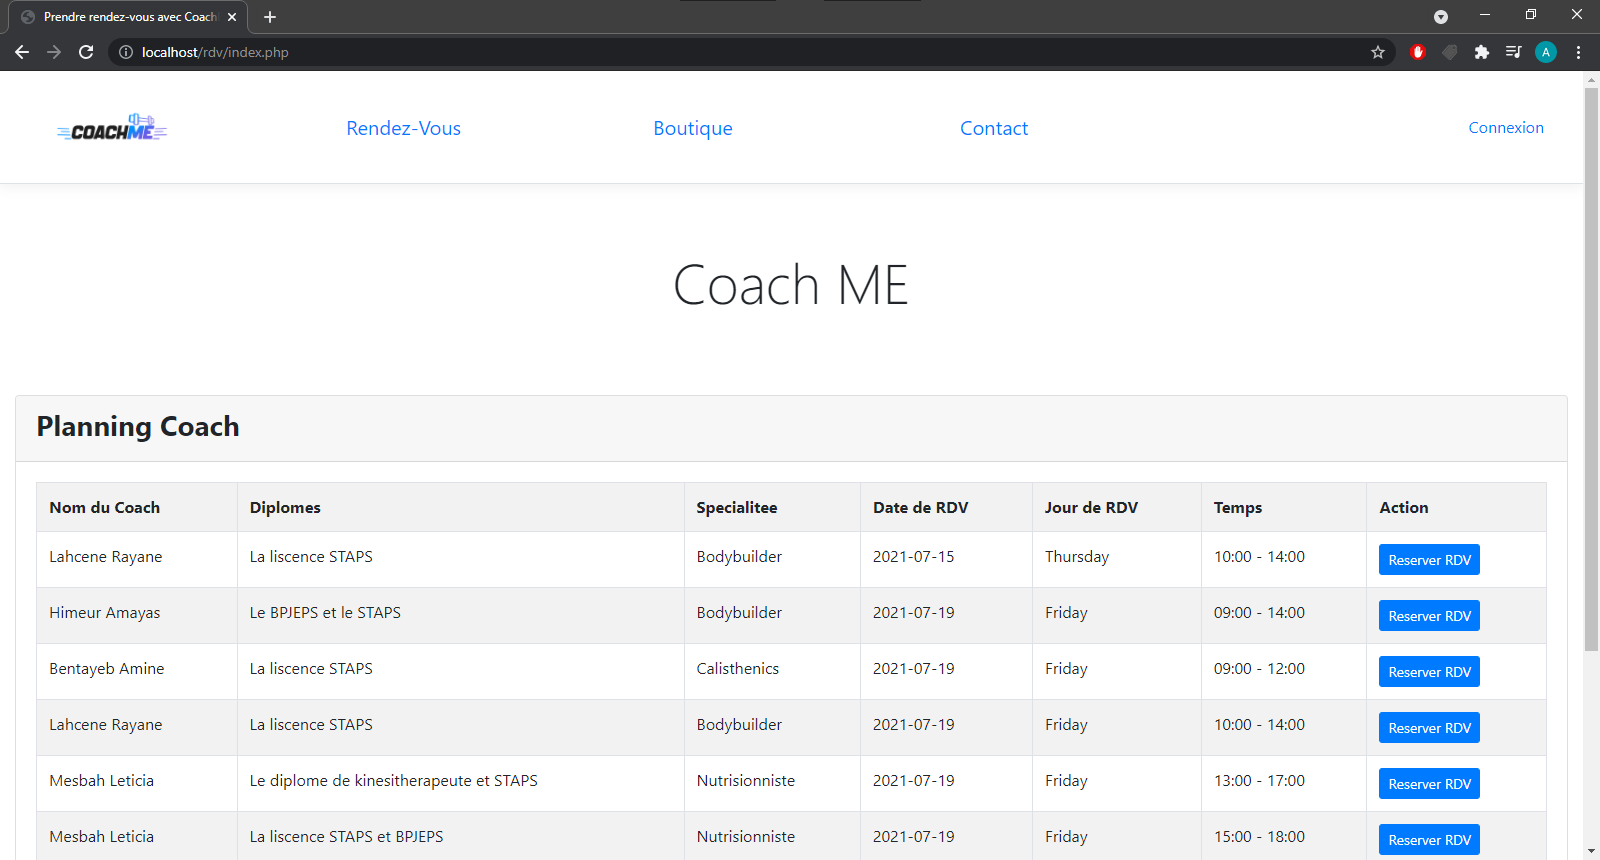 Prendre rendez-vous avec Coach
localhost/rdv/index.php
A
COACHME
Rendez-Vous
Boutique
Contact
Connexion
Coach ME
Planning Coach
Nom du Coach Diplomes Specialitee Date de RDV Jour de RDV Temps Action
Lahcene Rayane La liscence STAPS Bodybuilder 2021-07-15 Thursday 10:00 - 14:00 Reserver RDV
Himeur Amayas Le BPJEPS et le STAPS Bodybuilder 2021-07-19 Friday 09:00 - 14:00 Reserver RDV
Bentayeb Amine La liscence STAPS Calisthenics 2021-07-19 Friday 09:00 - 12:00 Reserver RDV
Lahcene Rayane La liscence STAPS Bodybuilder 2021-07-19 Friday 10:00 - 14:00 Reserver RDV
Mesbah Leticia Le diplome de kinesitherapeute et STAPS Nutrisionniste 2021-07-19 Friday 13:00 - 17:00 Reserver RDV
Mesbah Leticia La liscence STAPS et BPJEPS Nutrisionniste 2021-07-19 Friday 15:00 - 18:00 Reserver RDV